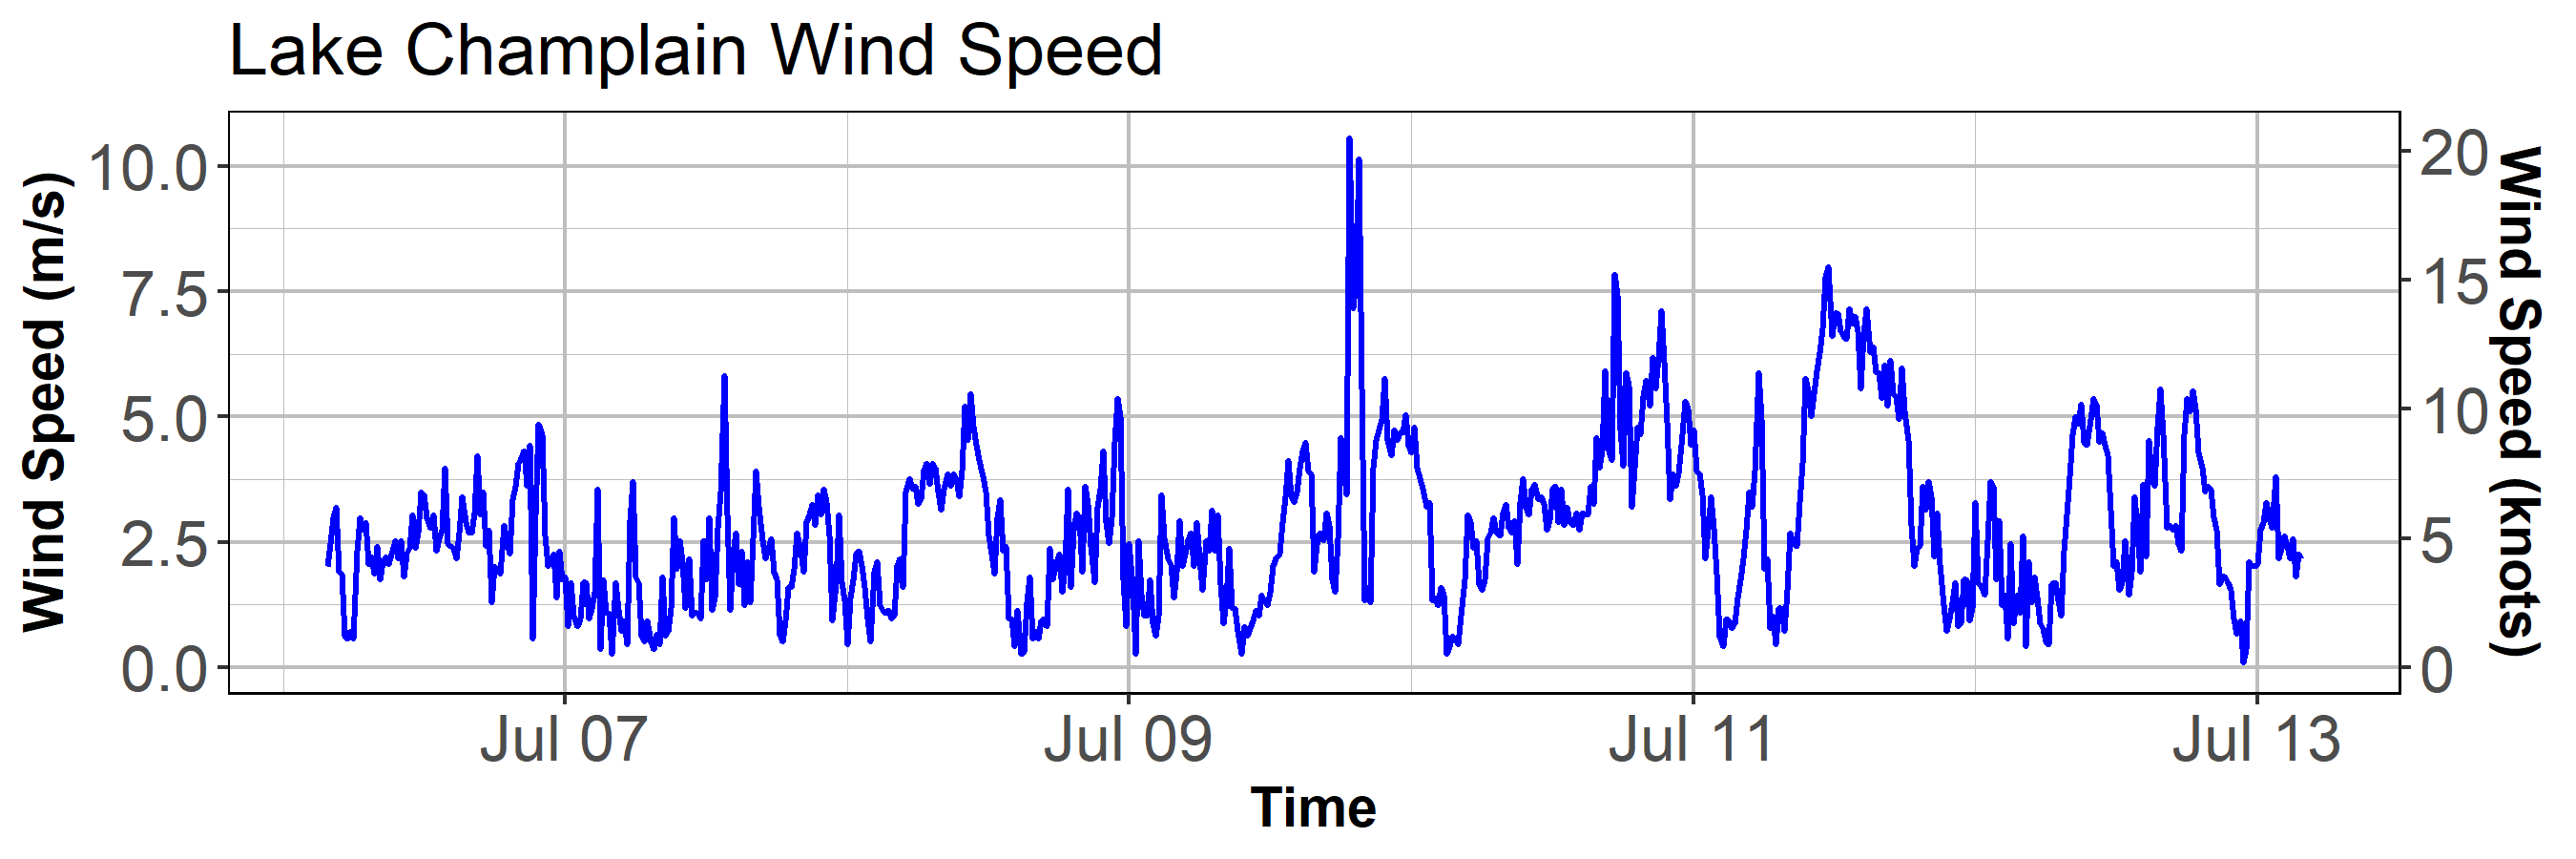 Lake Champlain Wind Speed
Wind Speed (m/s)
10.0
7.5
5.0
2.5
0.0
20
15
10
5
0
Wind Speed (knots)
Jul 07
Jul 09
Jul 11
Jul 13
Time